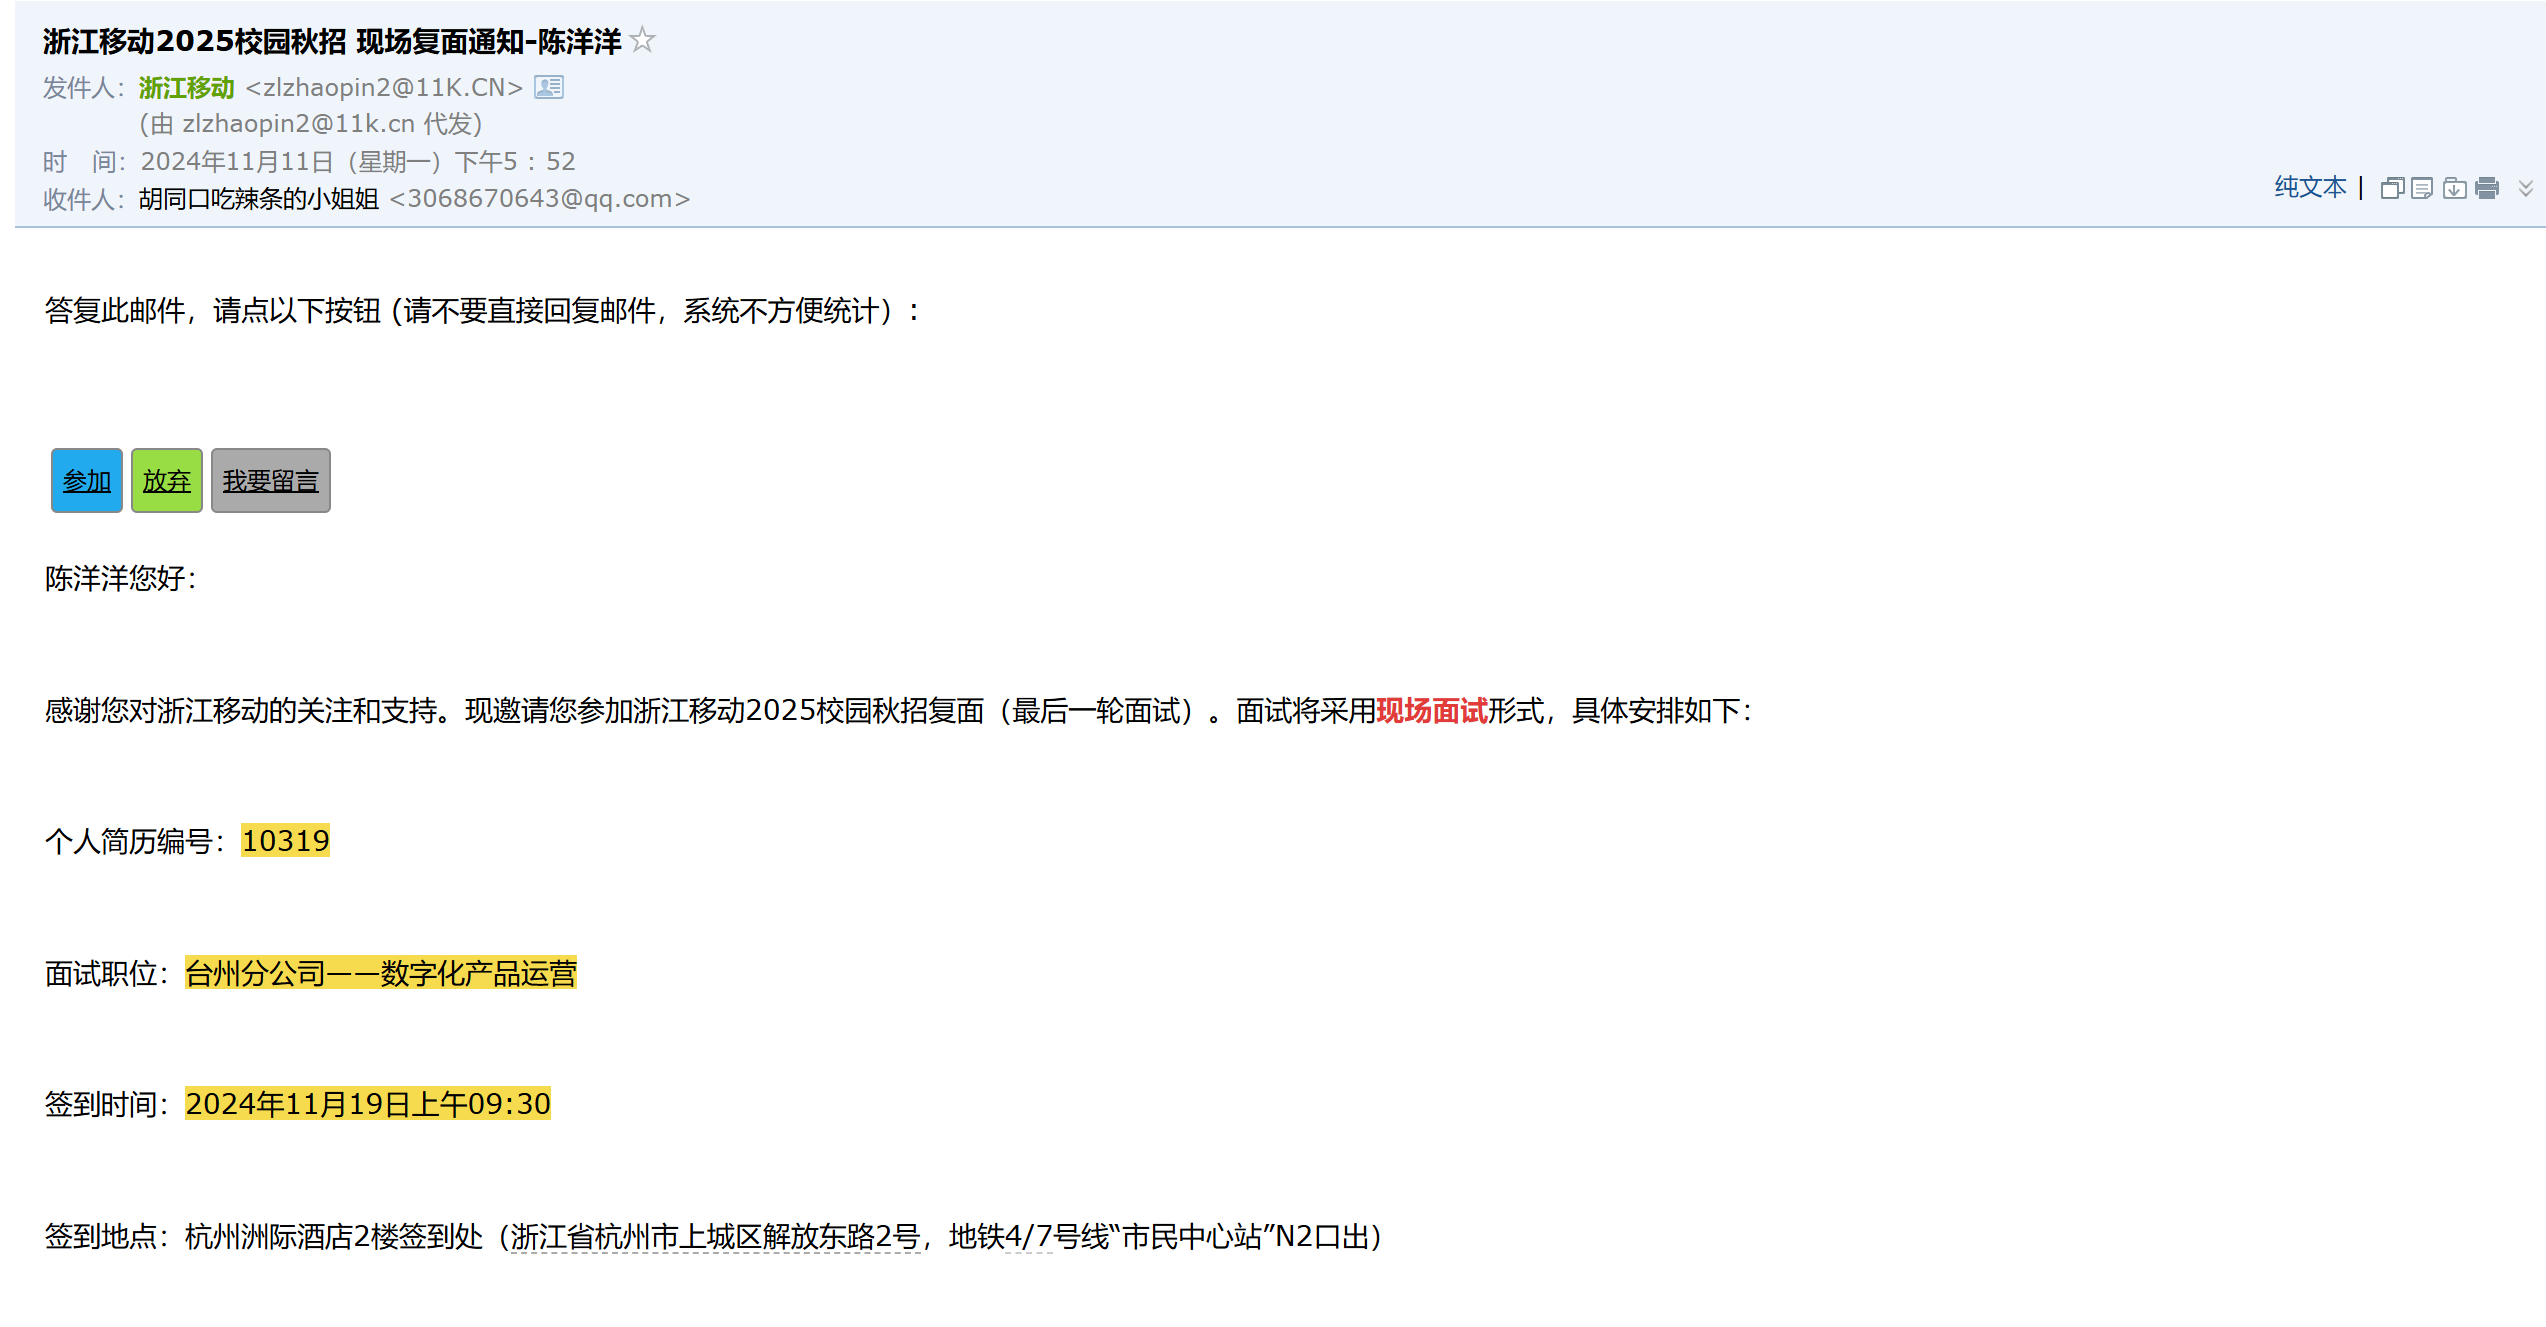 浙江移动2025校园秋招 现场复面通知-陈洋洋
发件人：浙江移动 <zlzhaopin2@11K.CN>
(由 zlzhaopin2@11k.cn 代发)
时 间：2024年11月11日（星期一）下午5：52
收件人：胡同口吃辣条的小姐姐 <3068670643@qq.com>
纯文本 |
答复此邮件，请点以下按钮 (请不要直接回复邮件，系统不方便统计）：
参加 放弃 我要留言
陈洋洋您好：
感谢您对浙江移动的关注和支持。现邀请您参加浙江移动2025校园秋招复面（最后一轮面试）。面试将采用现场面试形式，具体安排如下：
个人简历编号：10319
面试职位：台州分公司——数字化产品运营
签到时间：2024年11月19日上午09:30
签到地点：杭州洲际酒店2楼签到处（浙江省杭州市上城区解放东路2号，地铁4/7号线“市民中心站”N2口出）